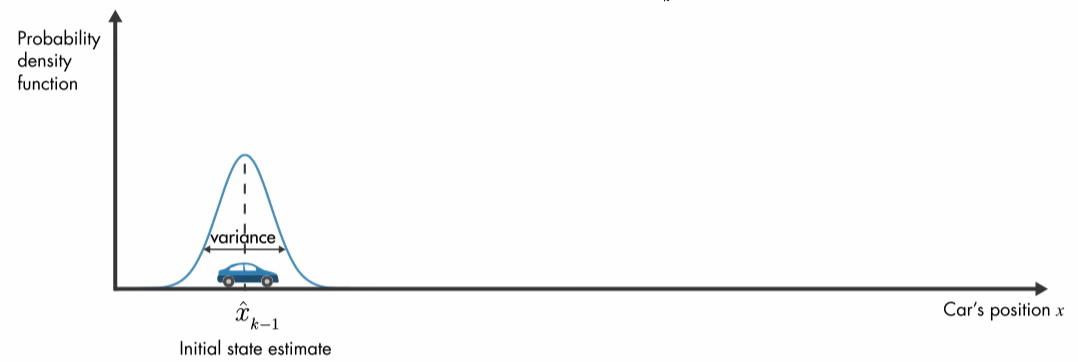 Probability
density
function
variance
x̂ₖ₋₁
Initial state estimate
Car's position x